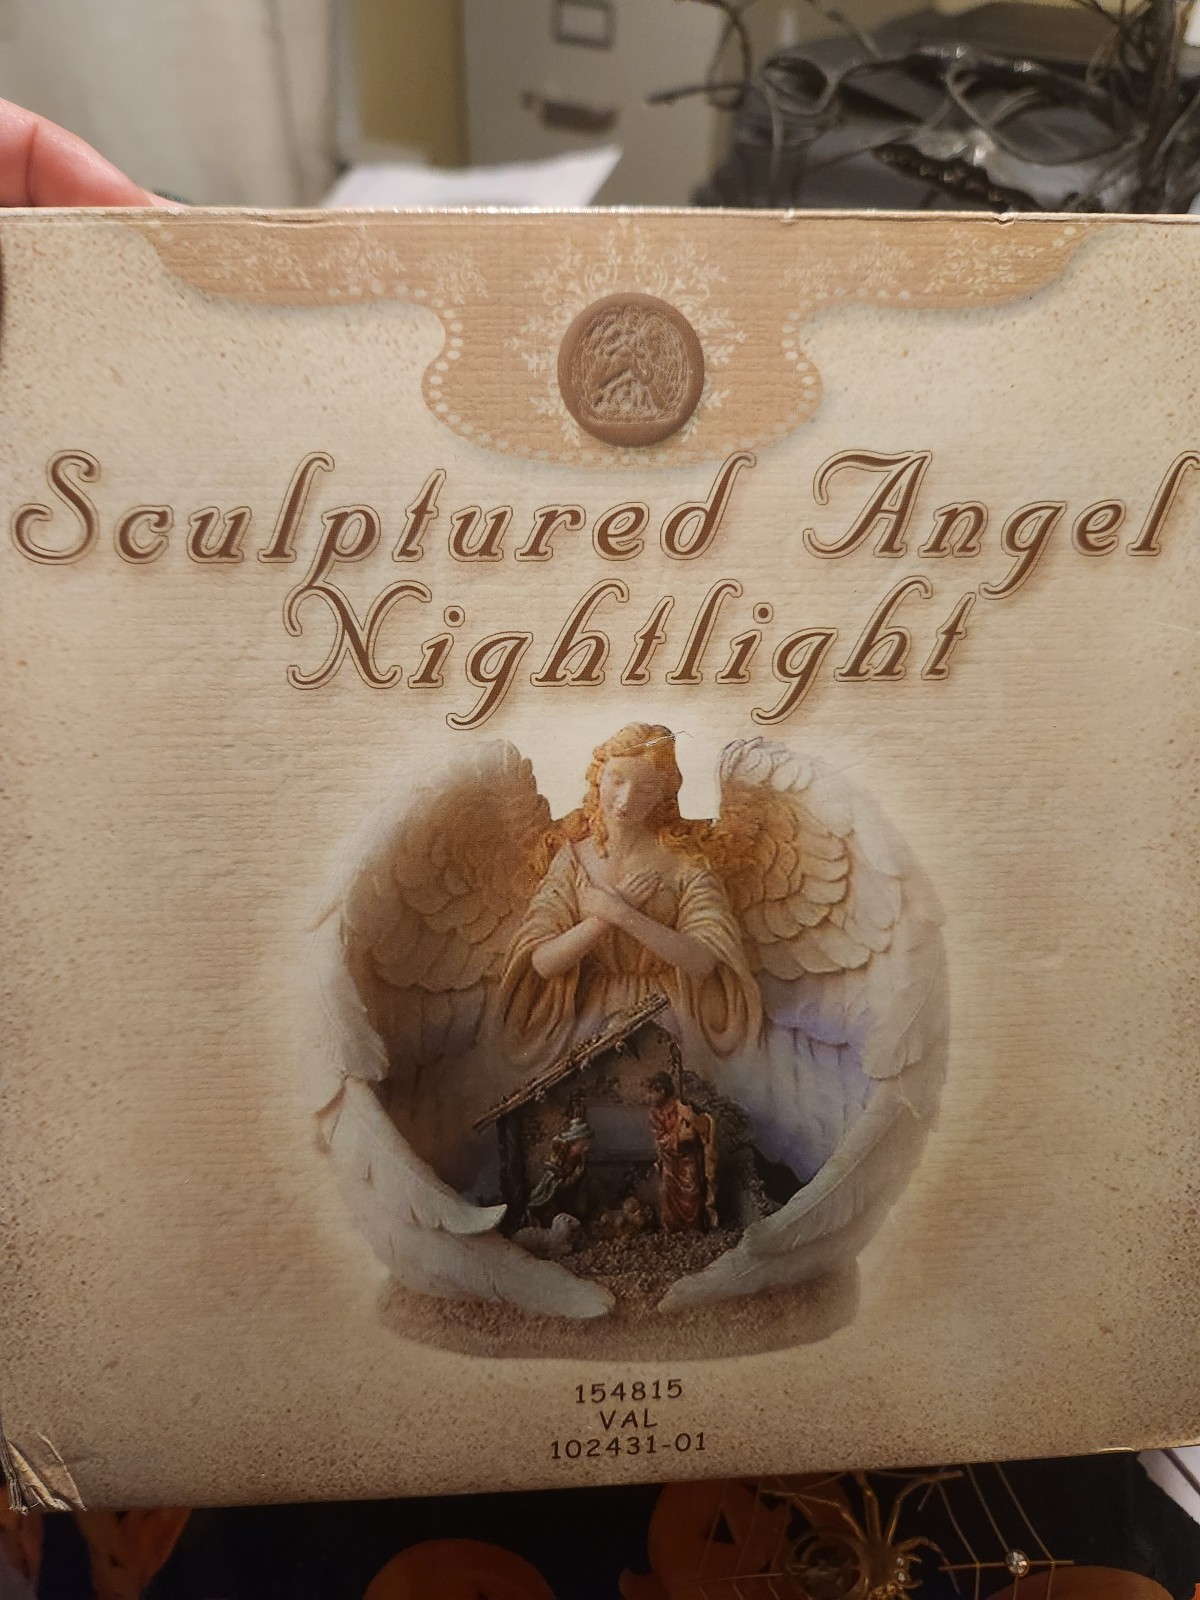 Sculptured Angel
Nightlight
154815
VAL
102431-01